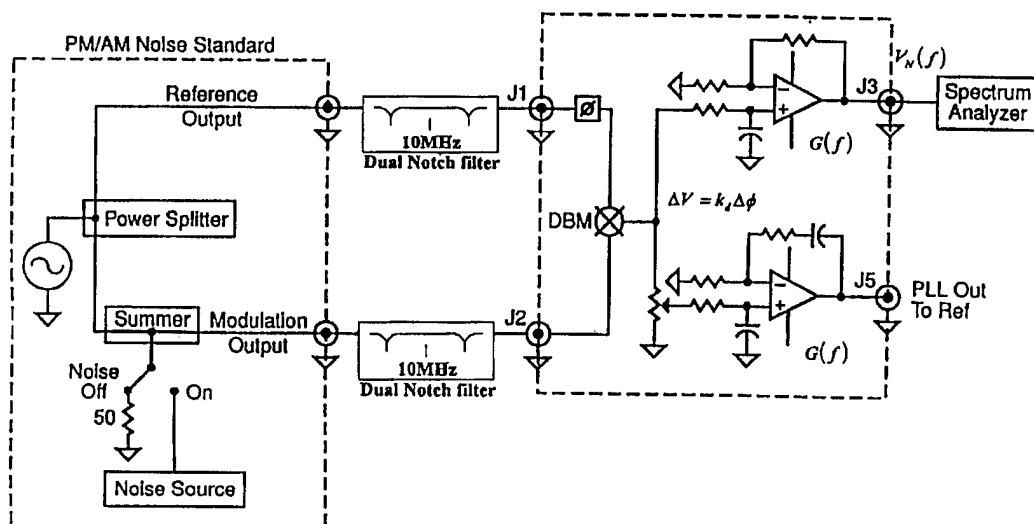 PM/AM Noise Standard
Reference
Output
Power Splitter
Summer
Modulation
Output
Noise
Off
On
50
Noise Source
10MHz
Dual Notch filter
10MHz
Dual Notch filter
J1
J2
ø
DBM
ΔV = k_d Δϕ
G(f)
G(f)
J3
V_N(f)
Spectrum
Analyzer
J5
PLL Out
To Ref